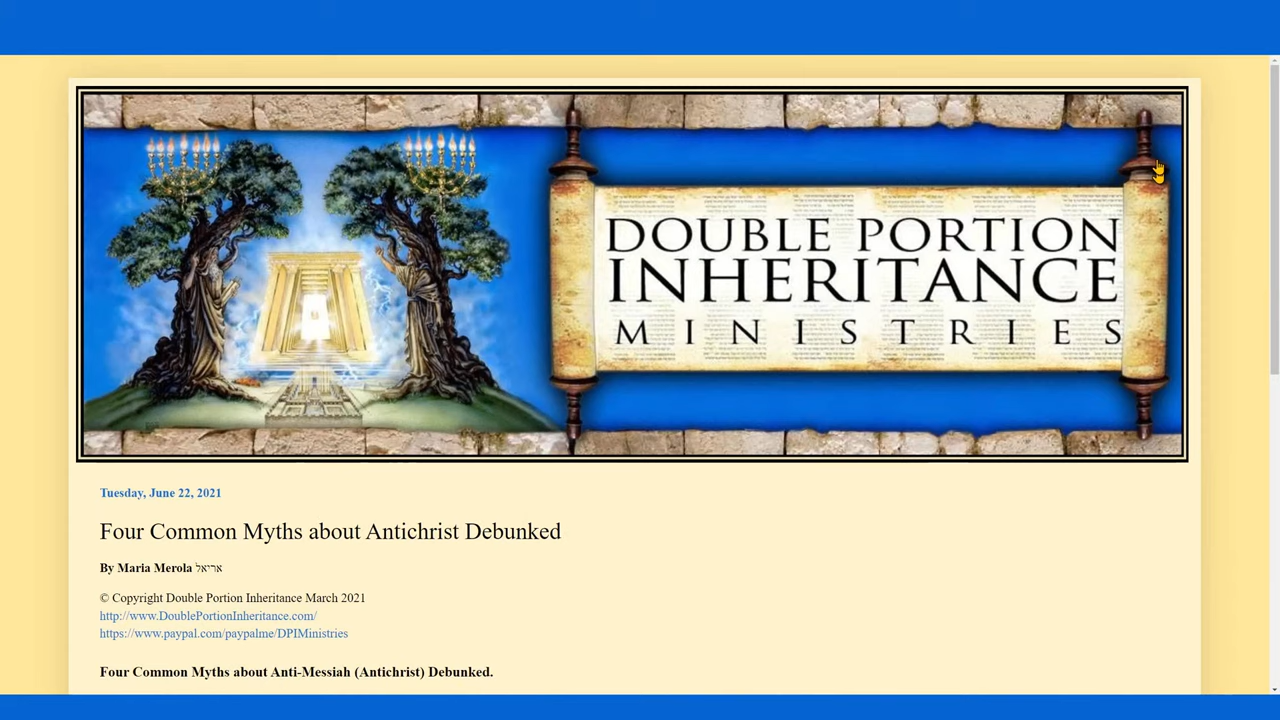 DOUBLE PORTION
INHERITANCE
MINISTRIES
Tuesday, June 22, 2021
Four Common Myths about Antichrist Debunked
By Maria Merola אריאל
© Copyright Double Portion Inheritance March 2021
http://www.DoublePortionInheritance.com/
https://www.paypal.com/paypalme/DPIMinistries
Four Common Myths about Anti-Messiah (Antichrist) Debunked.